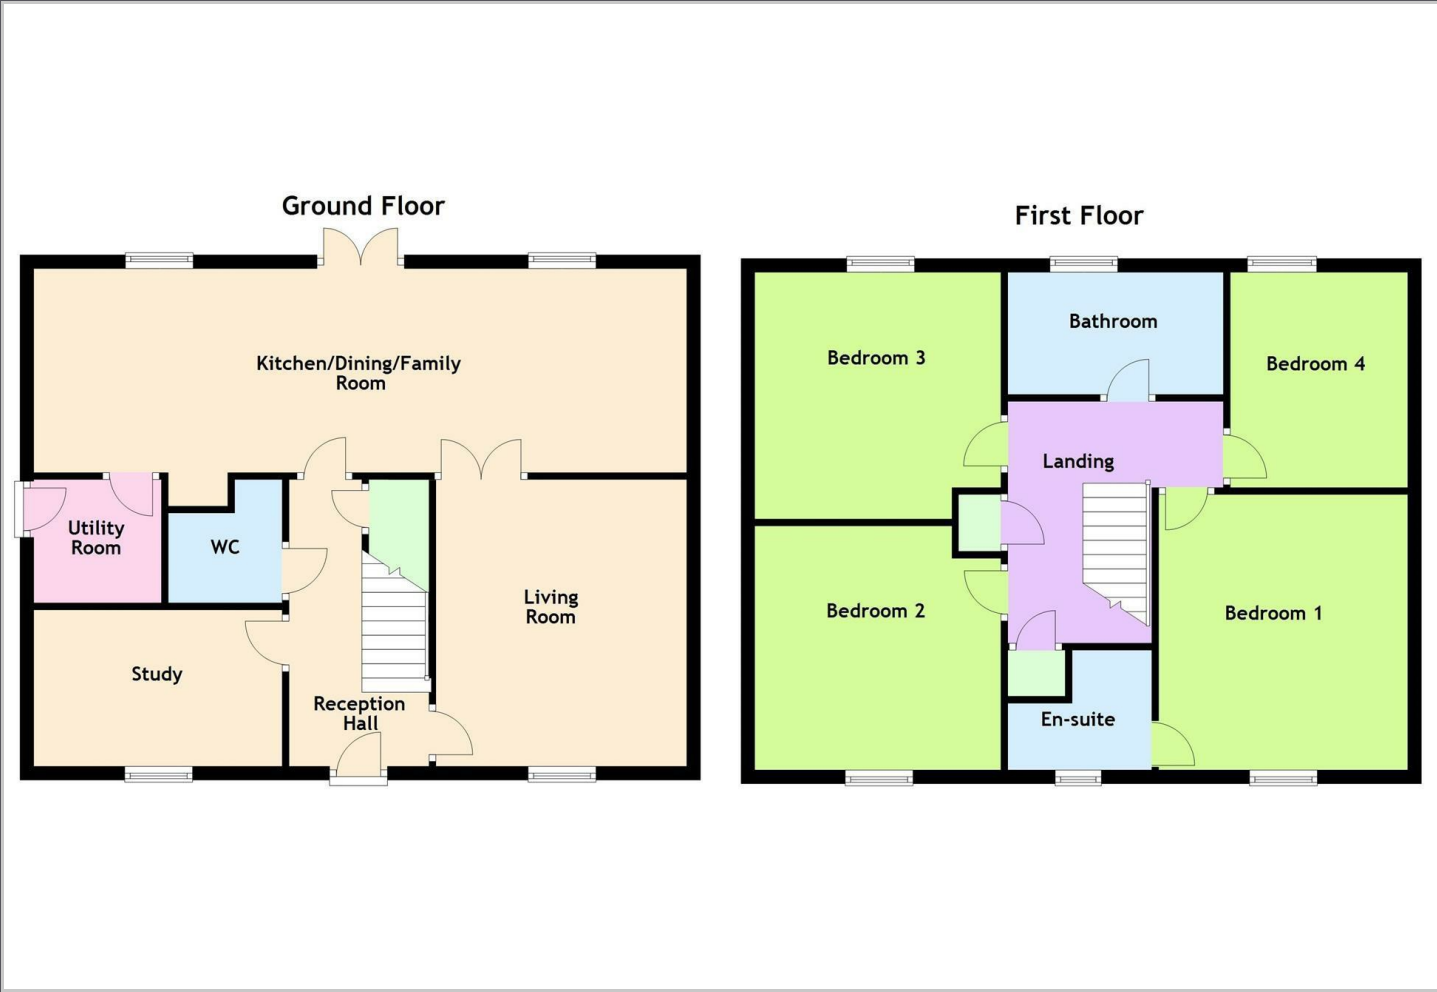 Ground Floor
Kitchen/Dining/Family
Room
Utility
Room
WC
Living
Room
Study
Reception
Hall
First Floor
Bathroom
Bedroom 3
Bedroom 4
Landing
Bedroom 2
Bedroom 1
En-suite